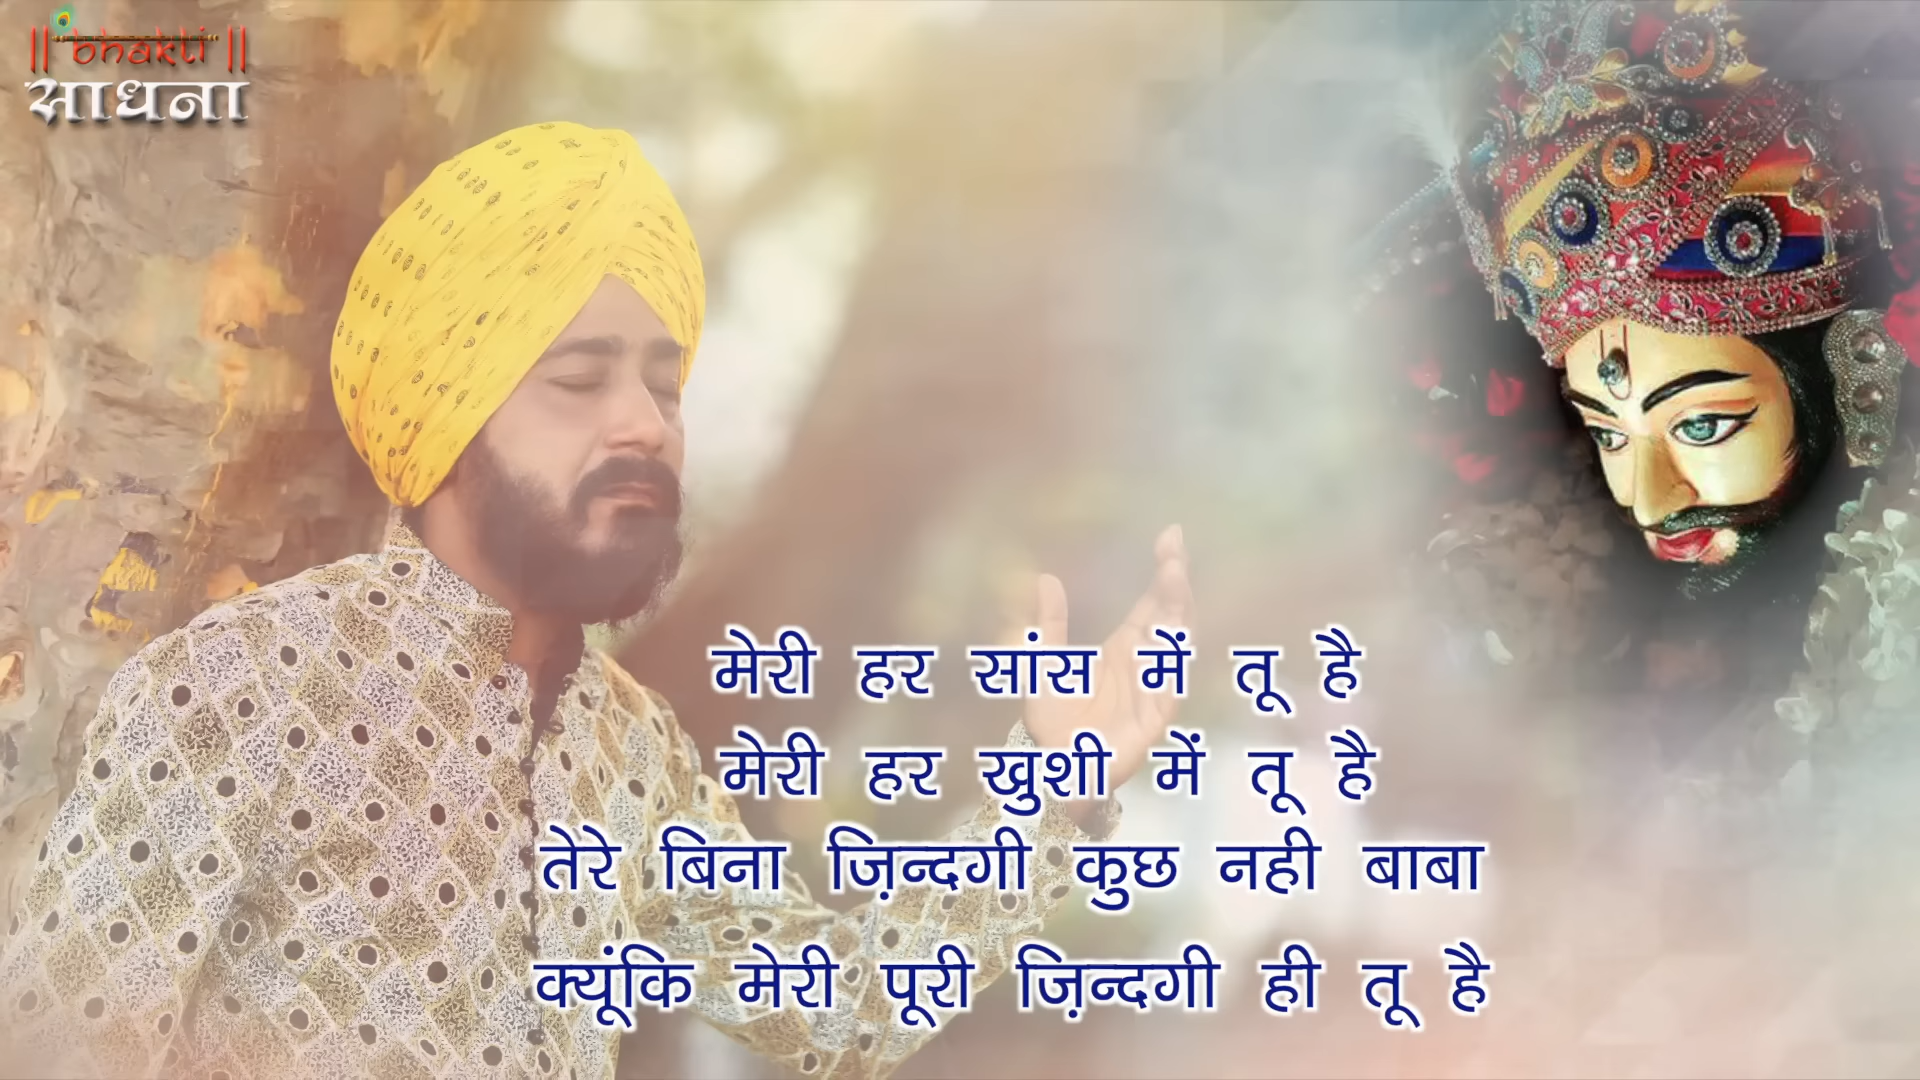 || bhakti ||
साधना
मेरी हर सांस में तू है
मेरी हर खुशी में तू है
तेरे बिना ज़िन्दगी कुछ नही बाबा
क्यूंकि मेरी पूरी ज़िन्दगी ही तू है